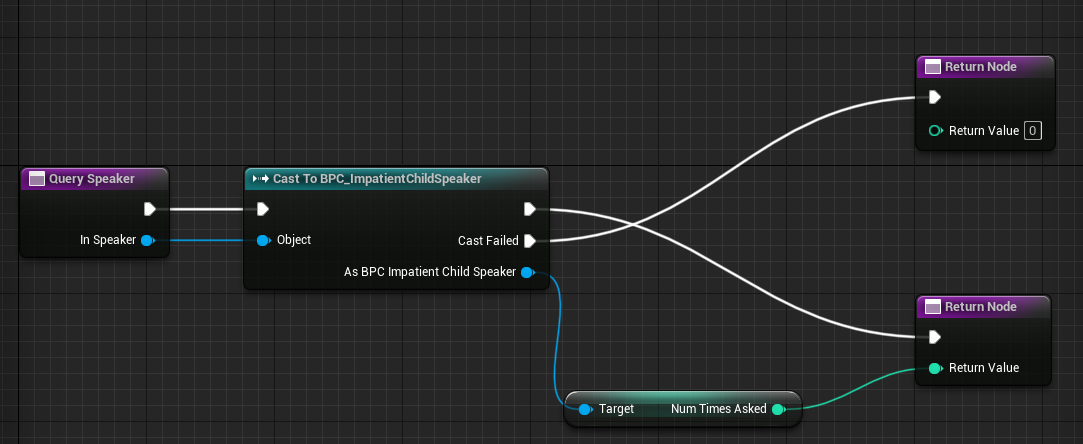 Return Node
Return Value 0
Query Speaker
In Speaker
Cast To BPC_ImpatientChildSpeaker
Object
Cast Failed
As BPC Impatient Child Speaker
Return Node
Return Value
Target Num Times Asked